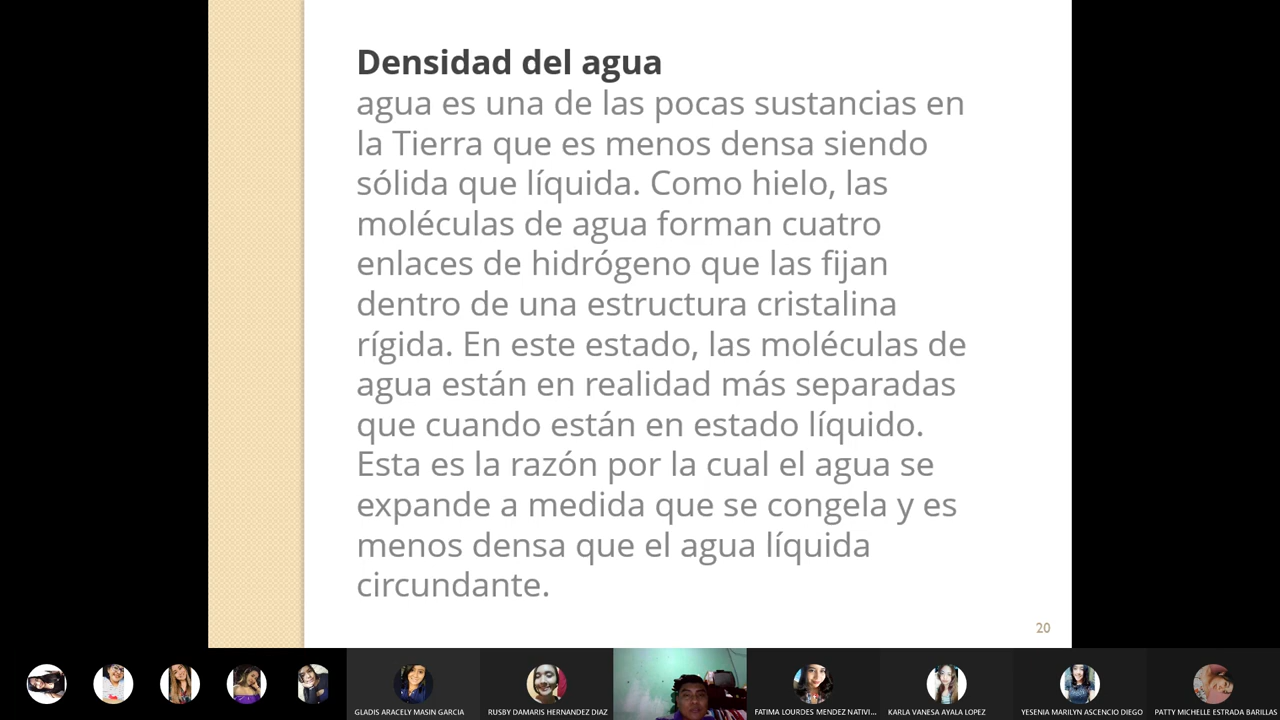 Densidad del agua
agua es una de las pocas sustancias en
la Tierra que es menos densa siendo
sólida que líquida. Como hielo, las
moléculas de agua forman cuatro
enlaces de hidrógeno que las fijan
dentro de una estructura cristalina
rígida. En este estado, las moléculas de
agua están en realidad más separadas
que cuando están en estado líquido.
Esta es la razón por la cual el agua se
expande a medida que se congela y es
menos densa que el agua líquida
circundante.
20
GLADIS ARACELY MASIN GARCIA
RUSBY DAMARIS HERNANDEZ DIAZ
FATIMA LOURDES MENDEZ NATIVI...
KARLA VANESA AYALA LOPEZ
YESENIA MARILYN ASCENCIO DIEGO
PATTY MICHELLE ESTRADA BARILLAS